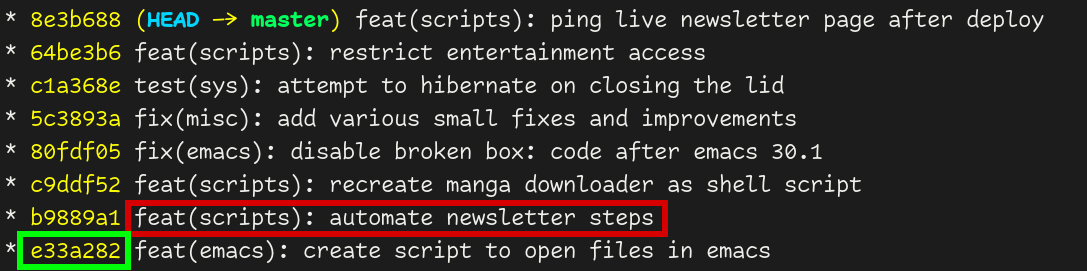 * 8e3b688 (HEAD -> master) feat(scripts): ping live newsletter page after deploy
* 64be3b6 feat(scripts): restrict entertainment access
* c1a368e test(sys): attempt to hibernate on closing the lid
* 5c3893a fix(misc): add various small fixes and improvements
* 80fdf05 fix(emacs): disable broken box: code after emacs 30.1
* c9ddf52 feat(scripts): recreate manga downloader as shell script
* b9889a1 feat(scripts): automate newsletter steps
* e33a282 feat(emacs): create script to open files in emacs